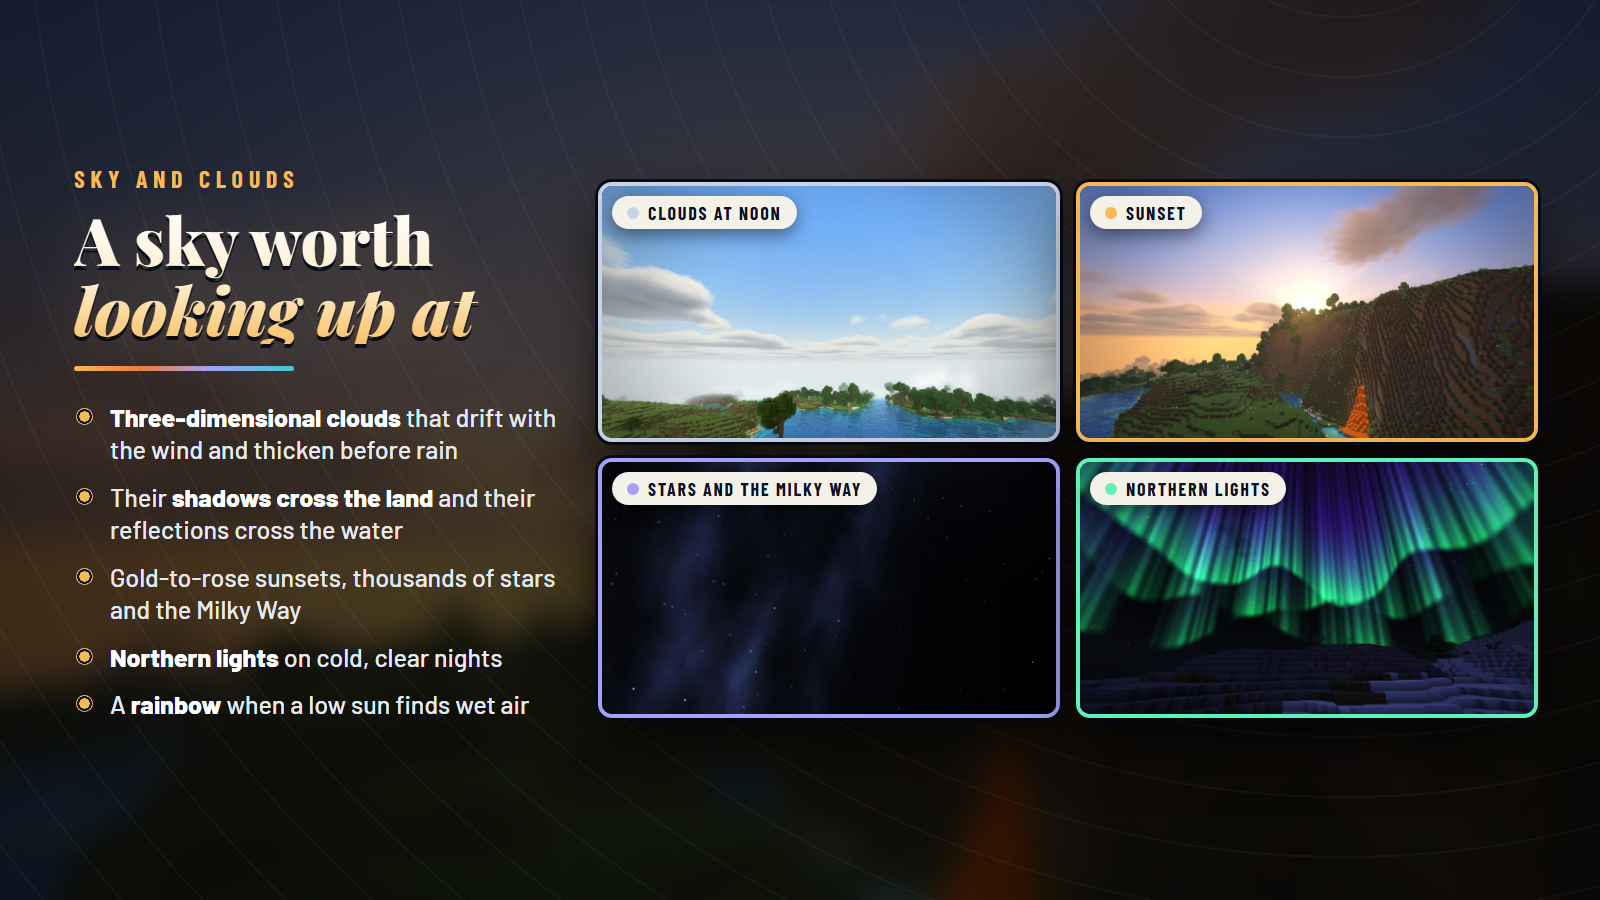 SKY AND CLOUDS
A sky worth
looking up at
Three-dimensional clouds that drift with
the wind and thicken before rain
Their shadows cross the land and their
reflections cross the water
Gold-to-rose sunsets, thousands of stars
and the Milky Way
Northern lights on cold, clear nights
A rainbow when a low sun finds wet air
CLOUDS AT NOON
SUNSET
STARS AND THE MILKY WAY
NORTHERN LIGHTS